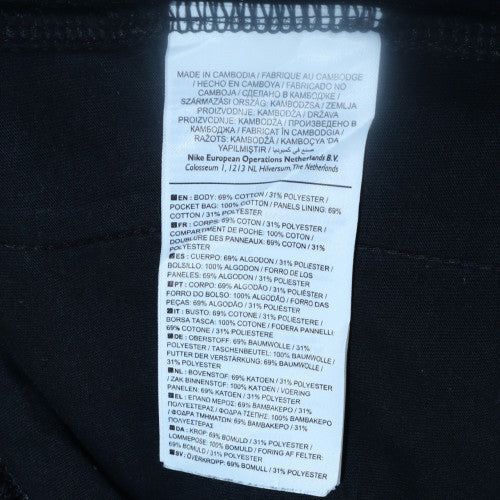 MADE IN CAMBODIA / FABRIQUE AU CAMBODGE
/ HECHO EN CAMBOYA / FABRICADO NO
CAMBOJA / СДЕЛАНО В КАМБОДЖЕ /
SZÁRMAZÁSI ORSZÁG: KAMBODZSA / ZEMLJA
PROIZVODNJE: KAMBODŽA / DRŽAVA
PROIZVODNJE: KAMBODŽA / ПРОИЗВЕДЕНО В
КАМБОДЖА / FABRICAT ÎN CAMBODGIA /
RAŽOTS: KAMBODŽĀ / KAMBOÇYA'DA
YAPILMIŞTIR / صنع في كمبوديا
Nike European Operations Netherlands B.V.
Colosseum 1, 1213 NL Hilversum, The Netherlands
EN : BODY: 69% COTTON / 31% POLYESTER /
POCKET BAG: 100% COTTON / PANELS LINING: 69%
COTTON / 31% POLYESTER
FR : CORPS: 69% COTON / 31% POLYESTER /
COMPARTIMENT DE POCHE: 100% COTON /
DOUBLURE DES PANNEAUX: 69% COTON / 31%
POLYESTER
ES : CUERPO: 69% ALGODON / 31% POLIESTER /
BOLSILLO: 100% ALGODON / FORRO DE LOS
PANELES: 69% ALGODON / 31% POLIESTER
PT : CORPO: 69% ALGODÃO / 31% POLIÉSTER /
FORRO DO BOLSO: 100% ALGODÃO / FORRO DAS
PEÇAS: 69% ALGODÃO / 31% POLIÉSTER
IT : BUSTO: 69% COTONE / 31% POLIESTERE /
BORSA TASCA: 100% COTONE / FODERA PANNELLI:
69% COTONE / 31% POLIESTERE
DE : OBERSTOFF: 69% BAUMWOLLE / 31%
POLYESTER / TASCHENBEUTEL: 100% BAUMWOLLE /
FUTTER DER VERSTÄRKUNG: 69% BAUMWOLLE /
31% POLYESTER
NL : BOVENSTOF: 69% KATOEN / 31% POLYESTER
/ ZAK BINNENSTOF: 100% KATOEN / VOERING
PANELEN: 69% KATOEN / 31% POLYESTER
EL : ΕΠΑΝΩ ΜΕΡΟΣ: 69% ΒΑΜΒΑΚΕΡΟ / 31%
ΠΟΛΥΕΣΤΕΡΑΣ / ΦΟΔΡΑ ΤΣΕΠΗΣ: 100% ΒΑΜΒΑΚΕΡΟ
/ ΦΟΔΡΑ ΤΜΗΜΑΤΩΝ: 69% ΒΑΜΒΑΚΕΡΟ / 31%
ΠΟΛΥΕΣΤΕΡΑΣ
DA : KROP: 69% BOMULD / 31% POLYESTER /
LOMMEPOSE: 100% BOMULD / FORING AF FELTER:
69% BOMULD / 31% POLYESTER
SV : ÖVERKROPP: 69% BOMULL / 31% POLYESTER